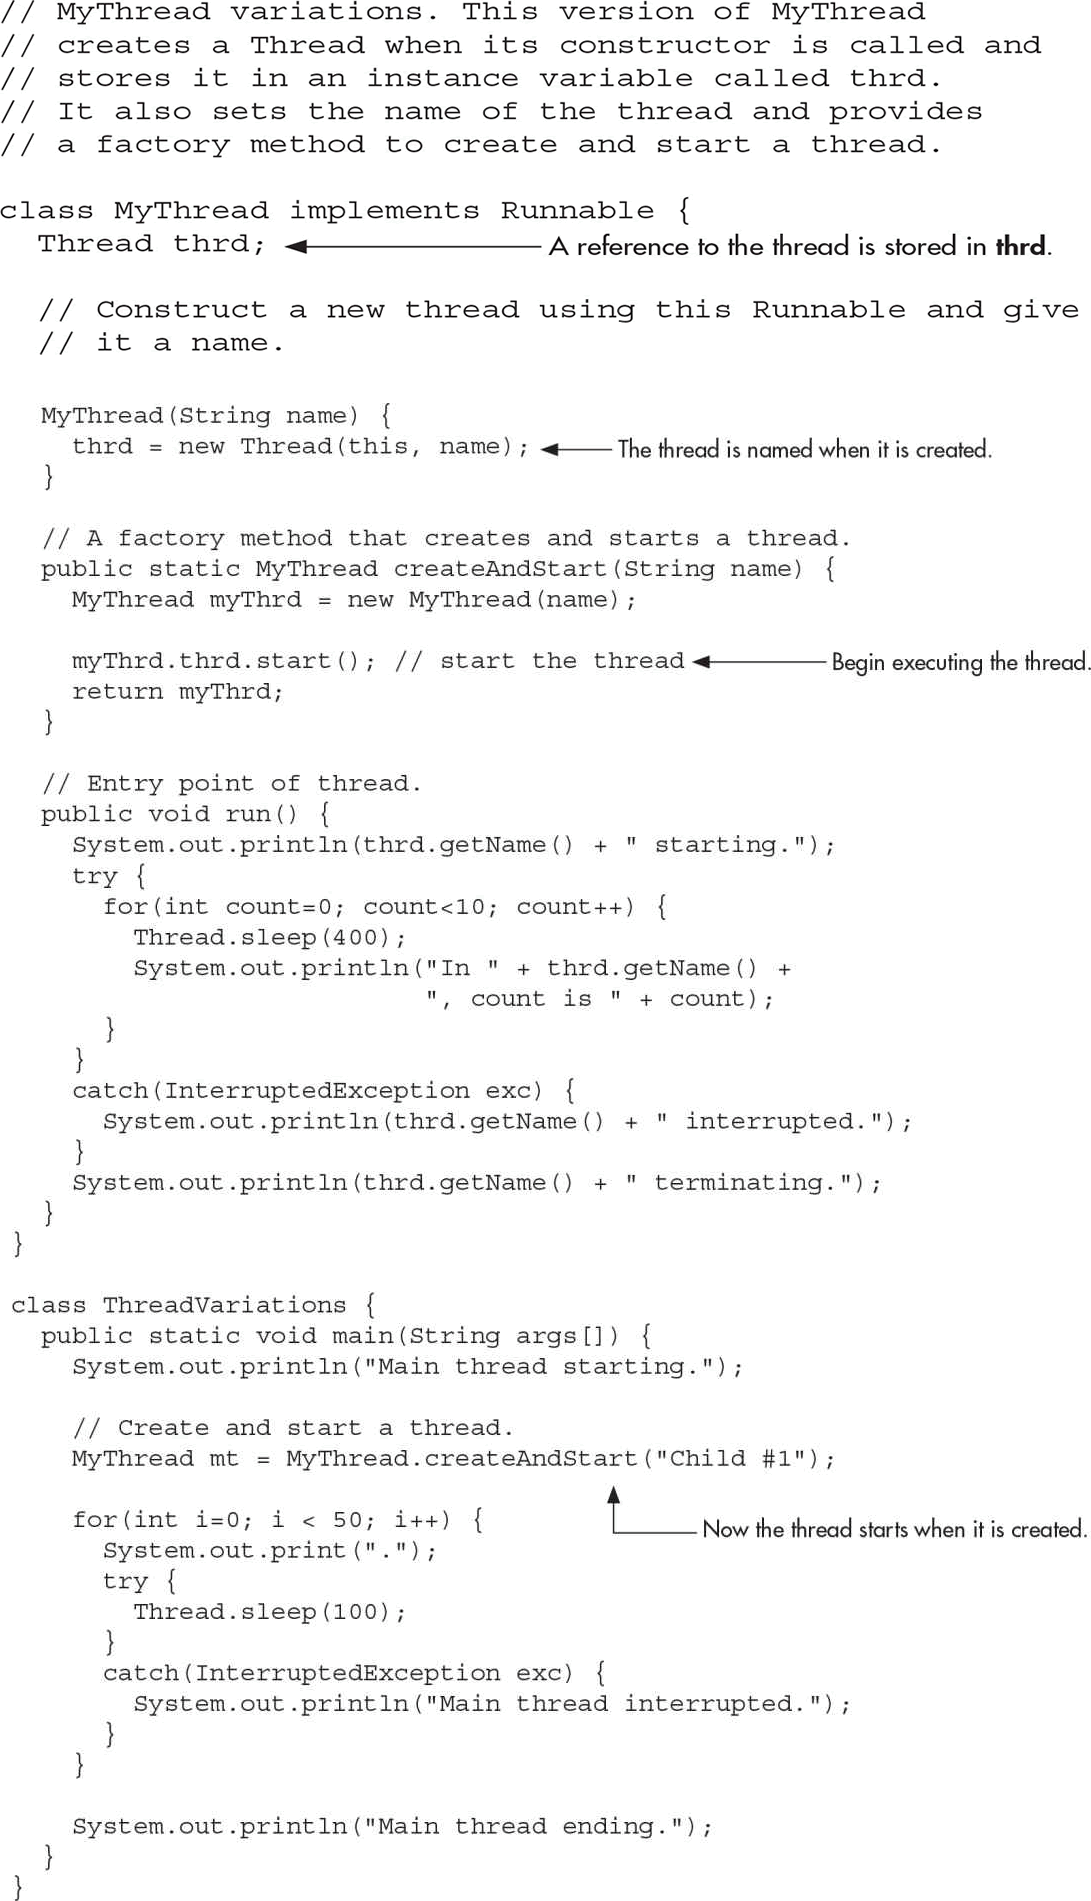 // MyThread variations. This version of MyThread
// creates a Thread when its constructor is called and
// stores it in an instance variable called thrd.
// It also sets the name of the thread and provides
// a factory method to create and start a thread.

class MyThread implements Runnable {
  Thread thrd; A reference to the thread is stored in thrd.

  // Construct a new thread using this Runnable and give
  // it a name.

  MyThread(String name) {
    thrd = new Thread(this, name); The thread is named when it is created.
  }

  // A factory method that creates and starts a thread.
  public static MyThread createAndStart(String name) {
    MyThread myThrd = new MyThread(name);

    myThrd.thrd.start(); // start the thread Begin executing the thread.
    return myThrd;
  }

  // Entry point of thread.
  public void run() {
    System.out.println(thrd.getName() + " starting.");
    try {
      for(int count=0; count<10; count++) {
        Thread.sleep(400);
        System.out.println("In " + thrd.getName() +
                           ", count is " + count);
      }
    }
    catch(InterruptedException exc) {
      System.out.println(thrd.getName() + " interrupted.");
    }
    System.out.println(thrd.getName() + " terminating.");
  }
}

class ThreadVariations {
  public static void main(String args[]) {
    System.out.println("Main thread starting.");

    // Create and start a thread.
    MyThread mt = MyThread.createAndStart("Child #1");

    for(int i=0; i < 50; i++) { Now the thread starts when it is created.
      System.out.print(".");
      try {
        Thread.sleep(100);
      }
      catch(InterruptedException exc) {
        System.out.println("Main thread interrupted.");
      }
    }

    System.out.println("Main thread ending.");
  }
}